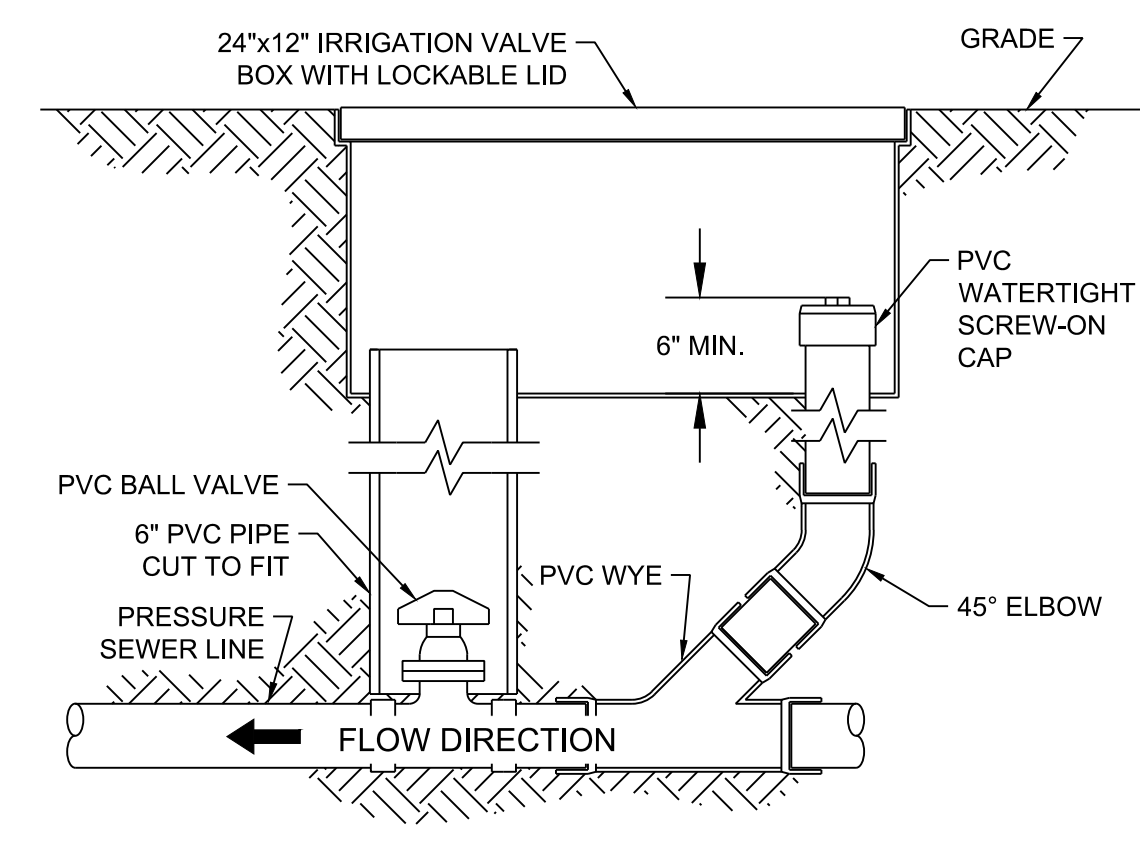 24"x12" IRRIGATION VALVE
BOX WITH LOCKABLE LID
GRADE
PVC
WATERTIGHT
SCREW-ON
CAP
6" MIN.
PVC BALL VALVE
6" PVC PIPE
CUT TO FIT
PVC WYE
45° ELBOW
PRESSURE
SEWER LINE
FLOW DIRECTION